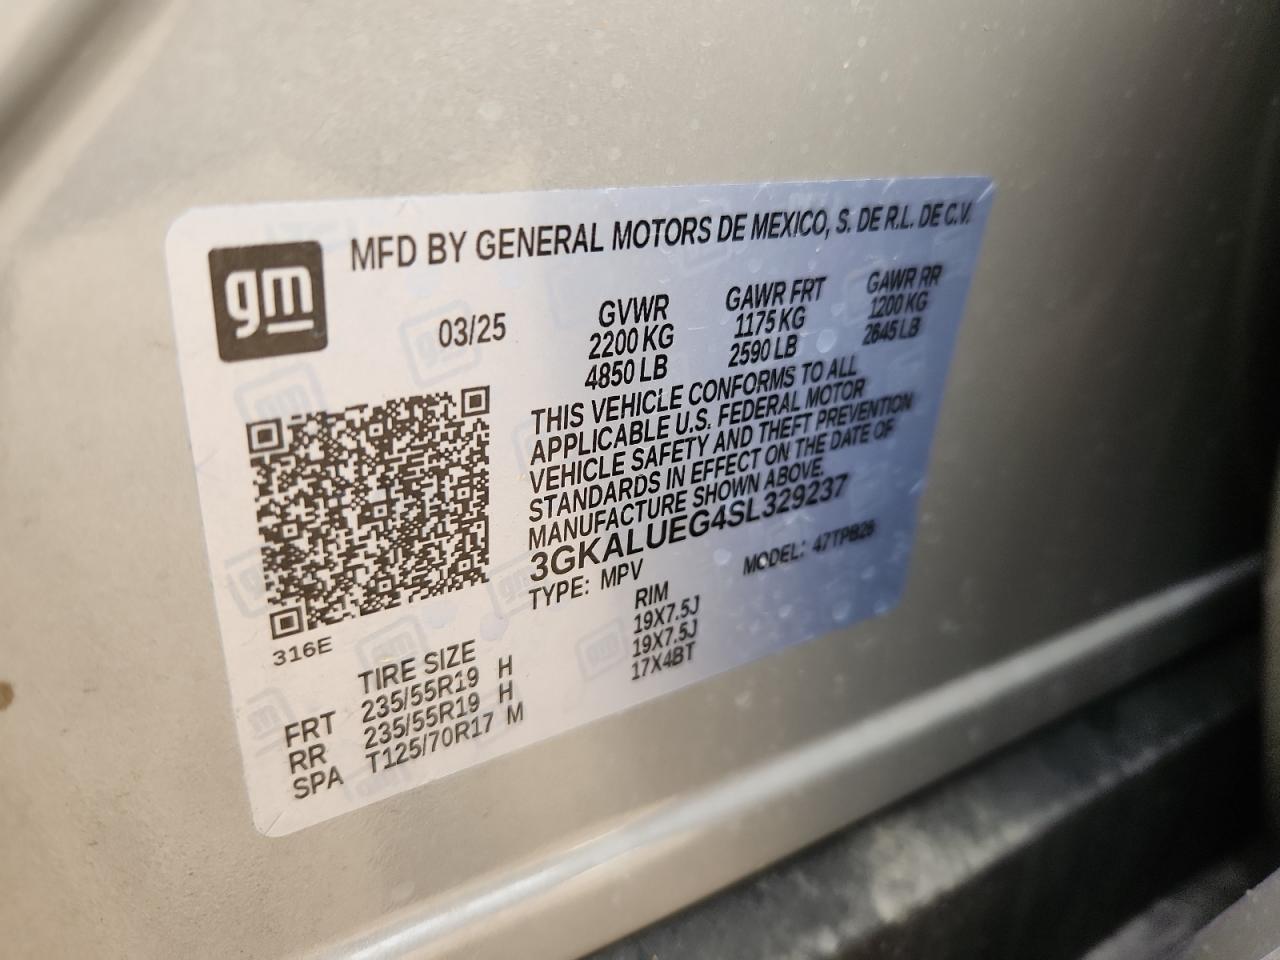 gm
MFD BY GENERAL MOTORS DE MEXICO, S. DE R.L. DE C.V.
03/25
GVWR GAWR FRT GAWR RR
2200 KG 1175 KG 1200 KG
4850 LB 2590 LB 2645 LB
THIS VEHICLE CONFORMS TO ALL
APPLICABLE U.S. FEDERAL MOTOR
VEHICLE SAFETY AND THEFT PREVENTION
STANDARDS IN EFFECT ON THE DATE OF
MANUFACTURE SHOWN ABOVE.
3GKALUEG4SL329237
TYPE: MPV MODEL: 47TPB26
316E
TIRE SIZE RIM
FRT 235/55R19 H 19X7.5J
RR 235/55R19 H 19X7.5J
SPA T125/70R17 M 17X4BT